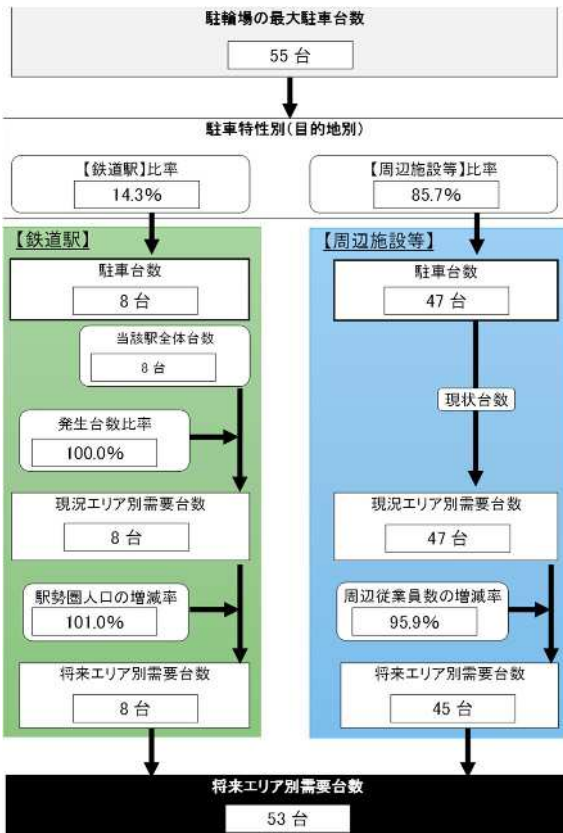 駐輪場の最大駐車台数
55 台
駐車特性別(目的地別)
【鉄道駅】比率
14.3%
【周辺施設等】比率
85.7%
【鉄道駅】
駐車台数
8 台
当該駅全体台数
8 台
発生台数比率
100.0%
現況エリア別需要台数
8 台
駅勢圏人口の増減率
101.0%
将来エリア別需要台数
8 台
【周辺施設等】
駐車台数
47 台
現状台数
現況エリア別需要台数
47 台
周辺従業員数の増減率
95.9%
将来エリア別需要台数
45 台
将来エリア別需要台数
53 台